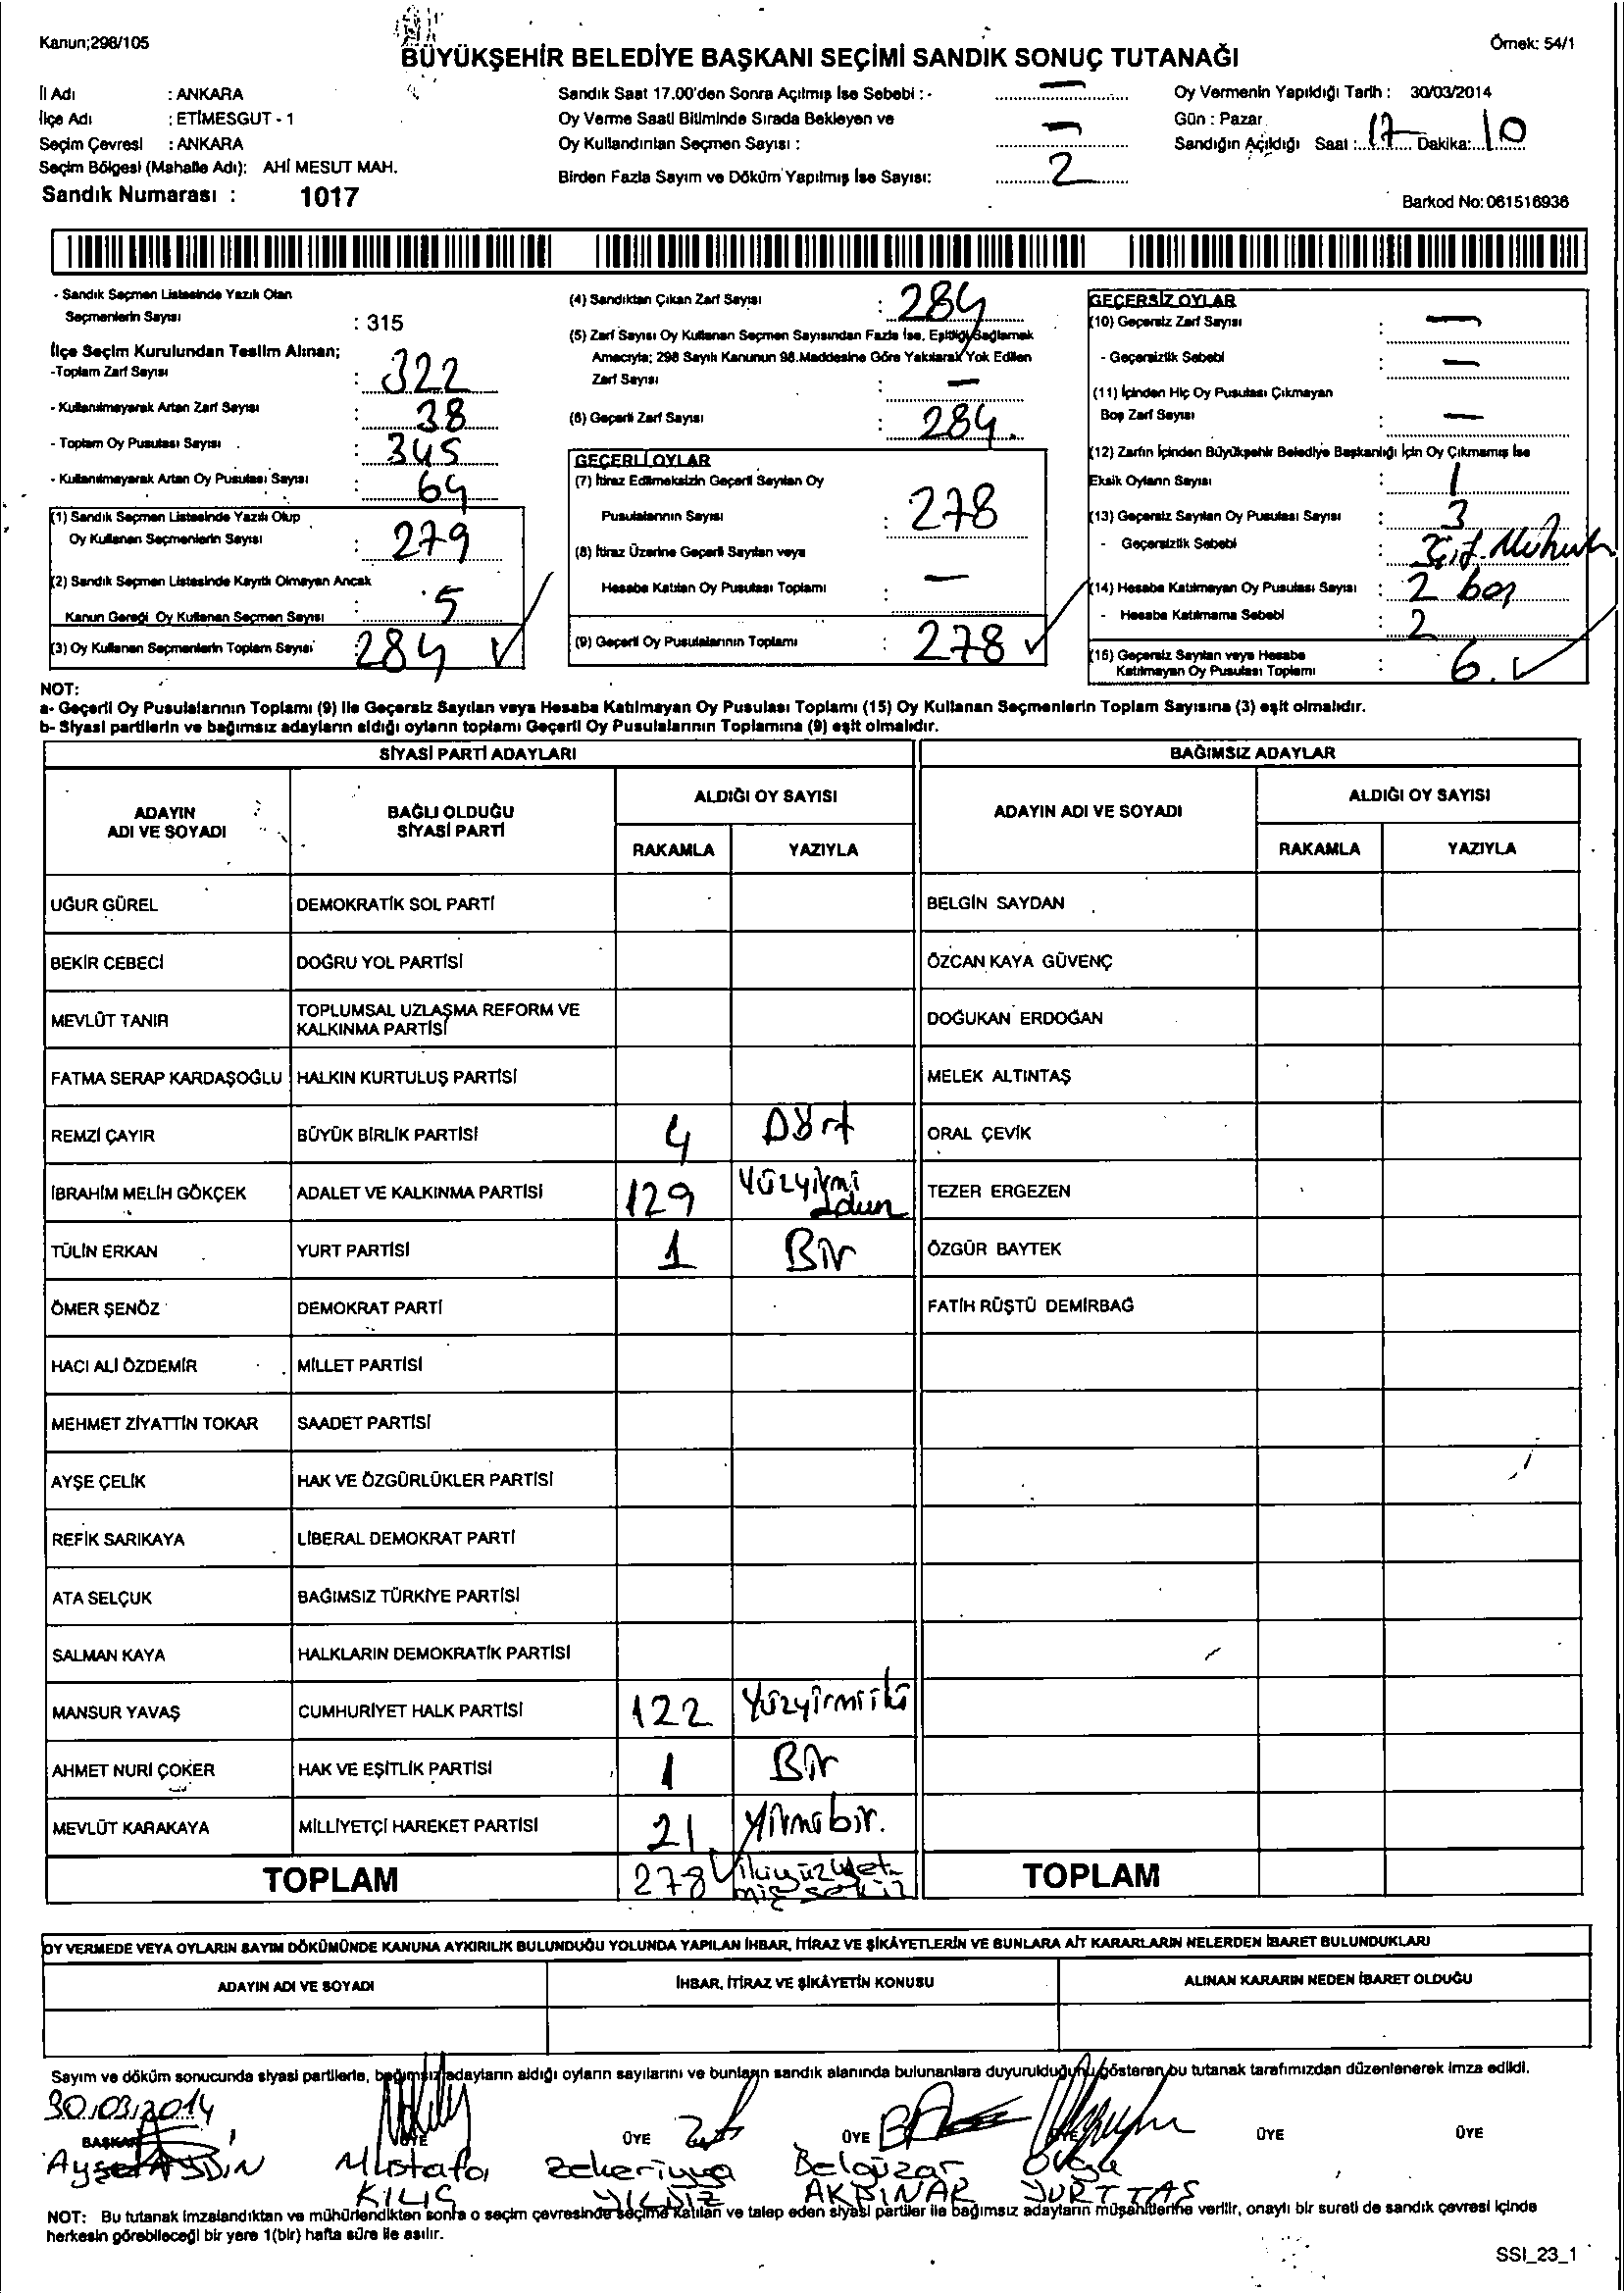 Kanun;298/105
Örnek: 54/1
BÜYÜKŞEHİR BELEDİYE BAŞKANI SEÇİMİ SANDIK SONUÇ TUTANAĞI
İl Adı : ANKARA
İlçe Adı : ETİMESGUT - 1
Seçim Çevresi : ANKARA
Seçim Bölgesi (Mahalle Adı): AHİ MESUT MAH.
Sandık Numarası : 1017
Sandık Saat 17.00'den Sonra Açılmış İse Sebebi : - —
Oy Verme Saati Bitiminde Sırada Bekleyen ve
Oy Kullandırılan Seçmen Sayısı : —
Birden Fazla Sayım ve Döküm Yapılmış İse Sayısı: 2
Oy Vermenin Yapıldığı Tarih : 30/03/2014
Gün : Pazar
Sandığın Açıldığı Saat : 17 Dakika: 10
Barkod No: 061516936
- Sandık Seçmen Listesinde Yazılı Olan
Seçmenlerin Sayısı : 315
İlçe Seçim Kurulundan Teslim Alınan;
-Toplam Zarf Sayısı : 322
- Kullanılmayarak Artan Zarf Sayısı : 38
- Toplam Oy Pusulası Sayısı : 345
- Kullanılmayarak Artan Oy Pusulası Sayısı : 64
(1) Sandık Seçmen Listesinde Yazılı Olup
Oy Kullanan Seçmenlerin Sayısı : 279
(2) Sandık Seçmen Listesinde Kayıtlı Olmayan Ancak
Kanun Gereği Oy Kullanan Seçmen Sayısı : 5
(3) Oy Kullanan Seçmenlerin Toplam Sayısı 284
(4) Sandıktan Çıkan Zarf Sayısı : 284
(5) Zarf Sayısı Oy Kullanan Seçmen Sayısından Fazla İse, Eşitliği Sağlamak
Amacıyla; 298 Sayılı Kanunun 98.Maddesine Göre Yakılarak Yok Edilen
Zarf Sayısı : —
(6) Geçerli Zarf Sayısı : 284.
GEÇERLİ OYLAR
(7) İtiraz Edilmeksizin Geçerli Sayılan Oy
Pusulalarının Sayısı : 278
(8) İtiraz Üzerine Geçerli Sayılan veya
Hesaba Katılan Oy Pusulası Toplamı : —
(9) Geçerli Oy Pusulalarının Toplamı : 278
GEÇERSİZ OYLAR
(10) Geçersiz Zarf Sayısı : —
- Geçersizlik Sebebi : —
(11) İçinden Hiç Oy Pusulası Çıkmayan
Boş Zarf Sayısı : —
(12) Zarfın İçinden Büyükşehir Belediye Başkanlığı İçin Oy Çıkmamış İse
Eksik Oyların Sayısı : 1
(13) Geçersiz Sayılan Oy Pusulası Sayısı : 3
- Geçersizlik Sebebi : Çift Mühür
(14) Hesaba Katılmayan Oy Pusulası Sayısı : 2 boş
- Hesaba Katılmama Sebebi : 2
(15) Geçersiz Sayılan veya Hesaba
Katılmayan Oy Pusulası Toplamı : 6.
NOT:
a- Geçerli Oy Pusulalarının Toplamı (9) ile Geçersiz Sayılan veya Hesaba Katılmayan Oy Pusulası Toplamı (15) Oy Kullanan Seçmenlerin Toplam Sayısına (3) eşit olmalıdır.
b- Siyasi partilerin ve bağımsız adayların aldığı oyların toplamı Geçerli Oy Pusulalarının Toplamına (9) eşit olmalıdır.
SİYASİ PARTİ ADAYLARI
BAĞIMSIZ ADAYLAR
ADAYIN ADI VE SOYADI
BAĞLI OLDUĞU SİYASİ PARTİ
ALDIĞI OY SAYISI
RAKAMLA YAZIYLA
ADAYIN ADI VE SOYADI
ALDIĞI OY SAYISI
RAKAMLA YAZIYLA
UĞUR GÜREL DEMOKRATİK SOL PARTİ BELGİN SAYDAN
BEKİR CEBECİ DOĞRU YOL PARTİSİ ÖZCAN KAYA GÜVENÇ
MEVLÜT TANIR TOPLUMSAL UZLAŞMA REFORM VE KALKINMA PARTİSİ DOĞUKAN ERDOĞAN
FATMA SERAP KARDAŞOĞLU HALKIN KURTULUŞ PARTİSİ MELEK ALTINTAŞ
REMZİ ÇAYIR BÜYÜK BİRLİK PARTİSİ 4 Dört ORAL ÇEVİK
İBRAHİM MELİH GÖKÇEK ADALET VE KALKINMA PARTİSİ 129 Yüzyirmi dokuz TEZER ERGEZEN
TÜLİN ERKAN YURT PARTİSİ 1 Bir ÖZGÜR BAYTEK
ÖMER ŞENÖZ DEMOKRAT PARTİ FATİH RÜŞTÜ DEMİRBAĞ
HACI ALİ ÖZDEMİR MİLLET PARTİSİ
MEHMET ZİYATTİN TOKAR SAADET PARTİSİ
AYŞE ÇELİK HAK VE ÖZGÜRLÜKLER PARTİSİ
REFİK SARIKAYA LİBERAL DEMOKRAT PARTİ
ATA SELÇUK BAĞIMSIZ TÜRKİYE PARTİSİ
SALMAN KAYA HALKLARIN DEMOKRATİK PARTİSİ
MANSUR YAVAŞ CUMHURİYET HALK PARTİSİ 122 Yüzyirmiiki
AHMET NURİ ÇOKER HAK VE EŞİTLİK PARTİSİ 1 Bir
MEVLÜT KARAKAYA MİLLİYETÇİ HAREKET PARTİSİ 21 Yirmibir.
TOPLAM 278 ikiyüzyetmişsekiz TOPLAM
OY VERMEDE VEYA OYLARIN SAYIM DÖKÜMÜNDE KANUNA AYKIRILIK BULUNDUĞU YOLUNDA YAPILAN İHBAR, İTİRAZ VE ŞİKÂYETLERİN VE BUNLARA AİT KARARLARIN NELERDEN İBARET BULUNDUKLARI
ADAYIN ADI VE SOYADI İHBAR, İTİRAZ VE ŞİKÂYETİN KONUSU ALINAN KARARIN NEDEN İBARET OLDUĞU
Sayım ve döküm sonucunda siyasi partilerle, bağımsız adayların aldığı oyların sayılarını ve bunların sandık alanında bulunanlara duyurulduğunu gösteren bu tutanak tarafımızdan düzenlenerek imza edildi.
30/03/2014
BAŞKAN ÜYE ÜYE ÜYE ÜYE ÜYE ÜYE
Aysel AYDIN Mustafa KILIÇ Zekeriyya YILDIZ Belgüzar AKPINAR YURTTAŞ
NOT: Bu tutanak imzalandıktan ve mühürlendikten sonra o seçim çevresinde seçime katılan ve talep eden siyasi partiler ile bağımsız adayların müşahitlerine verilir, onaylı bir sureti de sandık çevresi içinde
herkesin görebileceği bir yere 1(bir) hafta süre ile asılır.
SSI_23_1